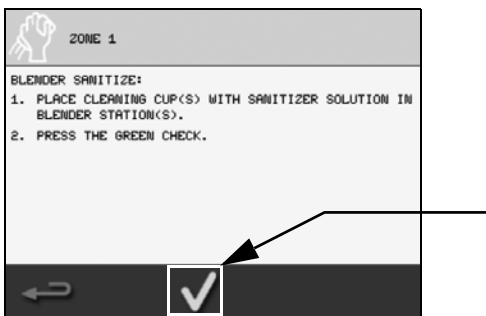 ZONE 1
BLENDER SANITIZE:
1. PLACE CLEANING CUP(S) WITH SANITIZER SOLUTION IN
BLENDER STATION(S).
2. PRESS THE GREEN CHECK.